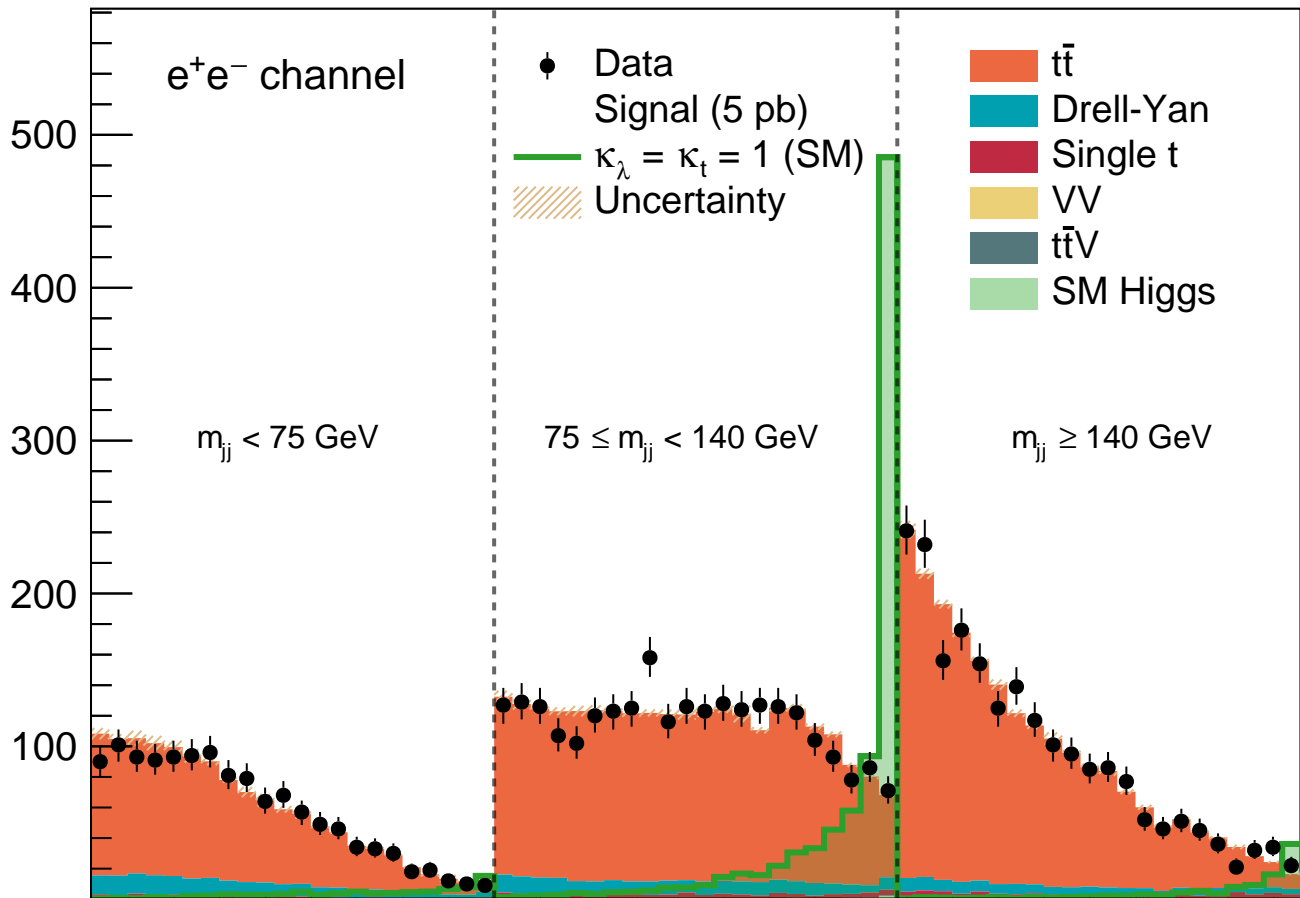 e⁺e⁻ channel
Data
Signal (5 pb)
κ_λ = κ_t = 1 (SM)
Uncertainty
tt̄
Drell-Yan
Single t
VV
tt̄V
SM Higgs
500
400
300
200
100
m_jj < 75 GeV
75 ≤ m_jj < 140 GeV
m_jj ≥ 140 GeV